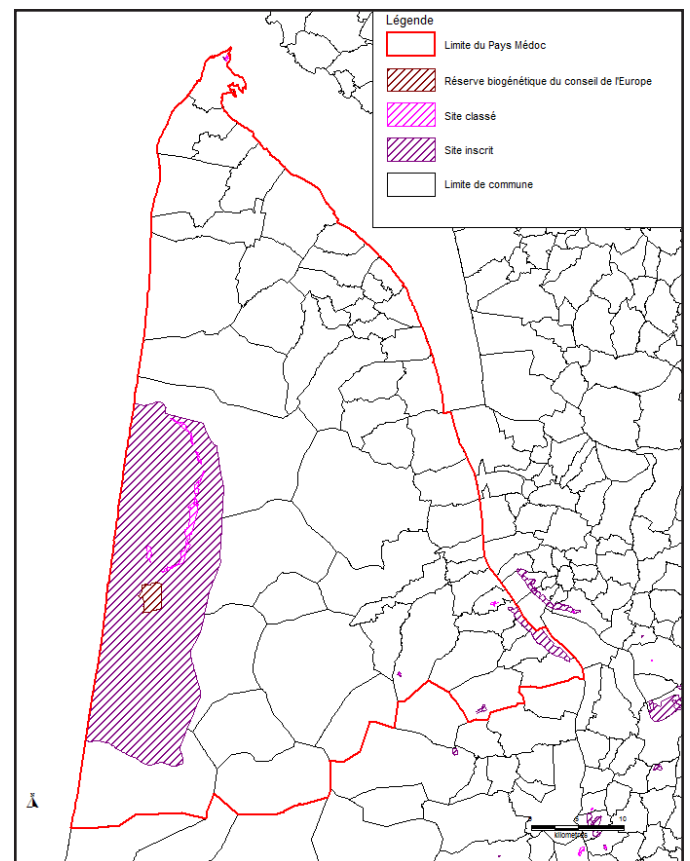 Légende
Limite du Pays Médoc
Réserve biogénétique du conseil de l'Europe
Site classé
Site inscrit
Limite de commune
10
kilomètres